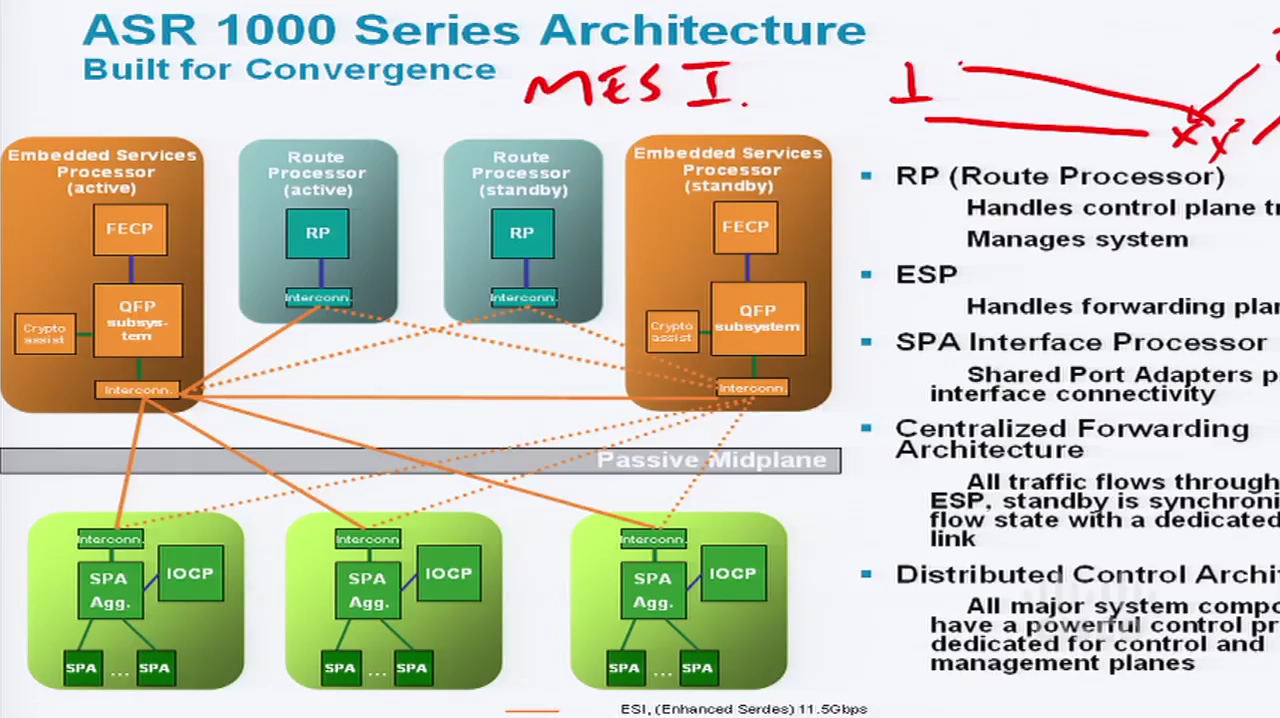 ASR 1000 Series Architecture
Built for Convergence
MESI.
1
Embedded Services
Processor
(active)
FECP
QFP
subsys-
tem
Crypto
assist
Interconn.
Route
Processor
(active)
RP
Interconn.
Route
Processor
(standby)
RP
Interconn.
Embedded Services
Processor
(standby)
FECP
QFP
subsystem
Crypto
assist
Interconn.
Passive Midplane
Interconn.
SPA
Agg.
IOCP
SPA
...
SPA
Interconn.
SPA
Agg.
IOCP
SPA
...
SPA
Interconn.
SPA
Agg.
IOCP
SPA
...
SPA
ESI, (Enhanced Serdes) 11.5Gbps
RP (Route Processor)
Handles control plane
Manages system
ESP
Handles forwarding
SPA Interface Processor
Shared Port Adapters
interface connectivity
Centralized Forwarding
Architecture
All traffic flows through
ESP, standby is
flow state with a dedicated
link
Distributed Control
All major system
have a powerful control
dedicated for control and
management planes